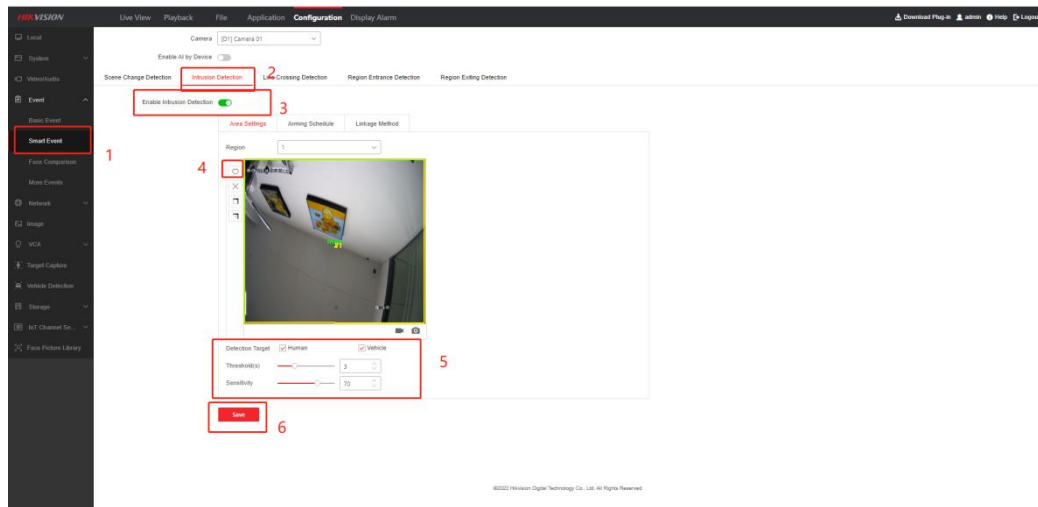 HIKVISION
Live View Playback File Application Configuration Display Alarm
Download Plug-in admin Help Logout
Local
System
Video/Audio
Event
Basic Event
Smart Event
Face Comparison
More Events
Network
Image
VCA
Target Capture
Vehicle Detection
Storage
IoT Channel Se...
Face Picture Library
1
Camera [D1] Camera 01
Enable AI by Device
2
Scene Change Detection Intrusion Detection Line Crossing Detection Region Entrance Detection Region Exiting Detection
Enable Intrusion Detection
3
Area Settings Arming Schedule Linkage Method
Region 1
4
#1
Detection Target Human Vehicle
Threshold(s) 3
Sensitivity 70
5
Save
6
©2022 Hikvision Digital Technology Co., Ltd. All Rights Reserved.